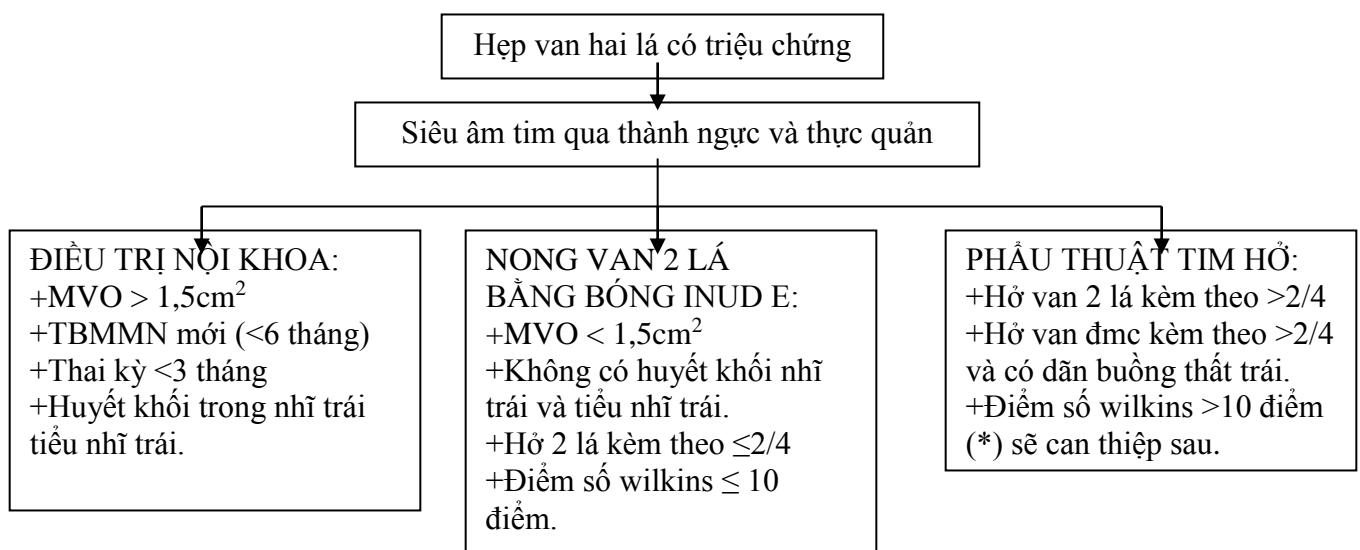 Hẹp van hai lá có triệu chứng
Siêu âm tim qua thành ngực và thực quản
ĐIỀU TRỊ NỘI KHOA:
+MVO > 1,5cm²
+TBMMN mới (<6 tháng)
+Thai kỳ <3 tháng
+Huyết khối trong nhĩ trái
tiểu nhĩ trái.
NONG VAN 2 LÁ
BẰNG BÓNG INUD E:
+MVO < 1,5cm²
+Không có huyết khối nhĩ
trái và tiểu nhĩ trái.
+Hở 2 lá kèm theo ≤2/4
+Điểm số wilkins ≤ 10
điểm.
PHẨU THUẬT TIM HỞ:
+Hở van 2 lá kèm theo >2/4
+Hở van đmc kèm theo >2/4
và có dãn buồng thất trái.
+Điểm số wilkins >10 điểm
(*) sẽ can thiệp sau.